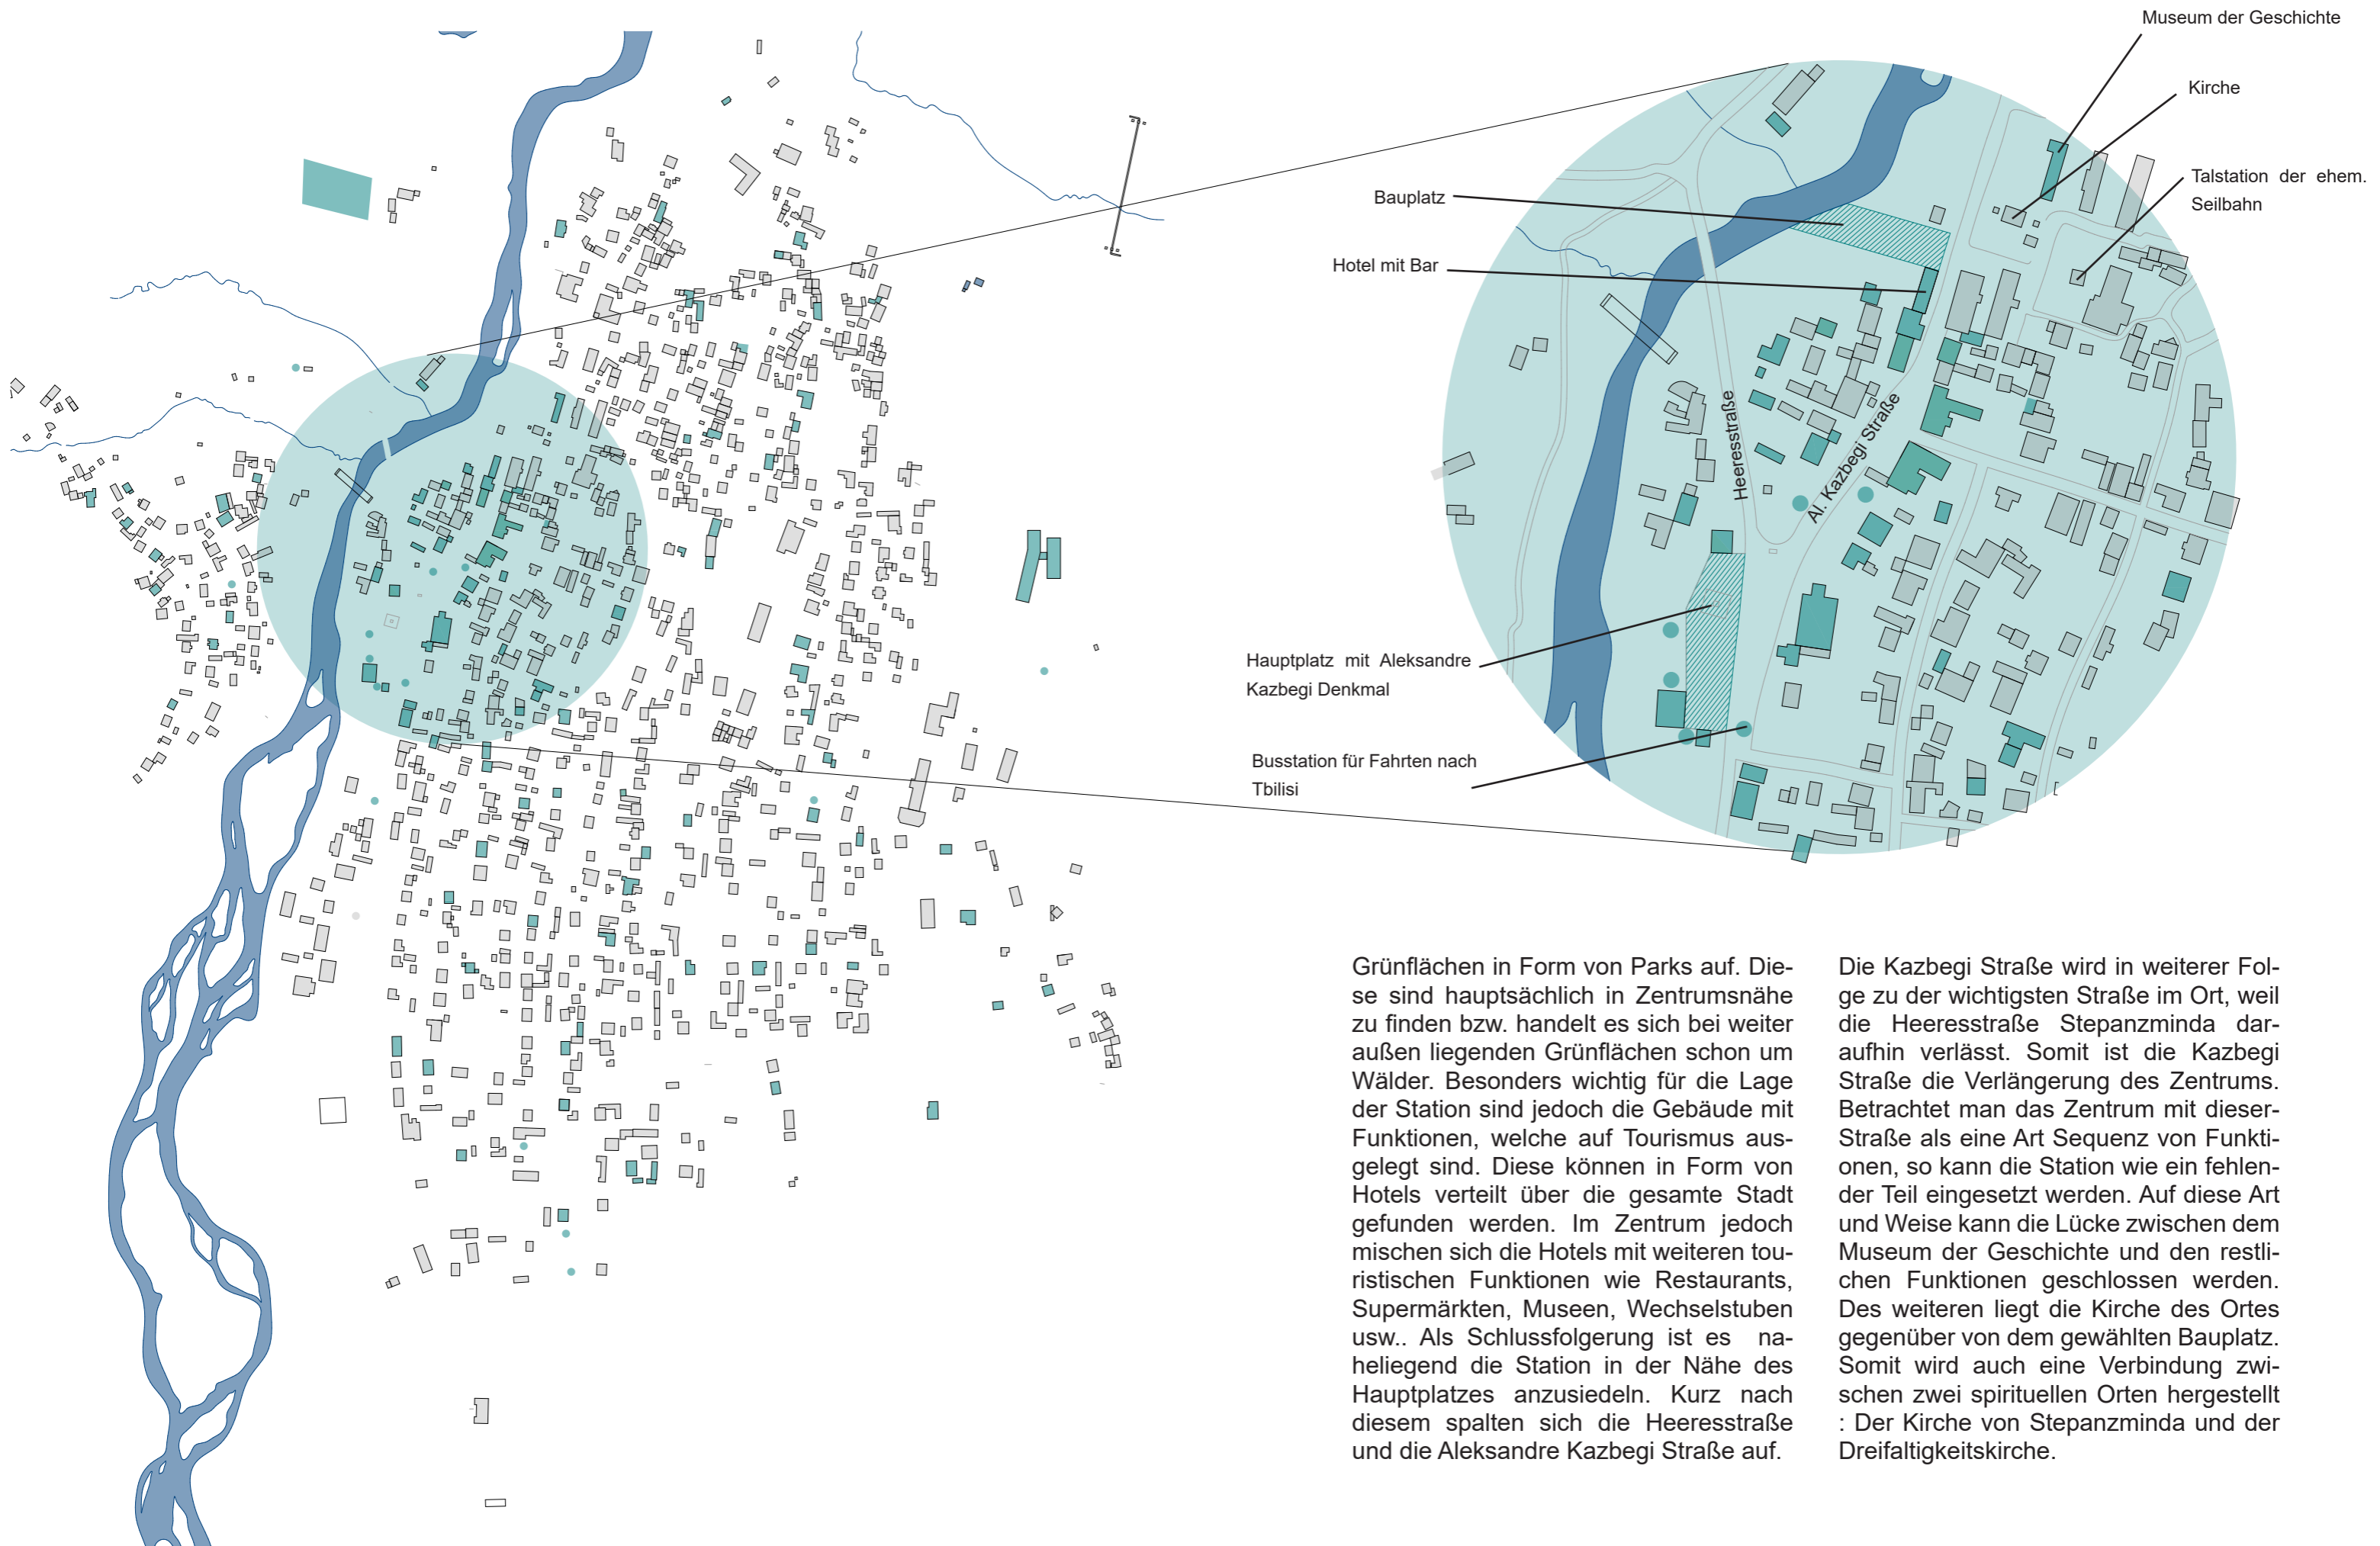 Museum der Geschichte
Kirche
Talstation der ehem.
Seilbahn
Bauplatz
Hotel mit Bar
Heeresstraße
Al. Kazbegi Straße
Hauptplatz mit Aleksandre
Kazbegi Denkmal
Busstation für Fahrten nach
Tbilisi
Grünflächen in Form von Parks auf. Die-
se sind hauptsächlich in Zentrumsnähe
zu finden bzw. handelt es sich bei weiter
außen liegenden Grünflächen schon um
Wälder. Besonders wichtig für die Lage
der Station sind jedoch die Gebäude mit
Funktionen, welche auf Tourismus aus-
gelegt sind. Diese können in Form von
Hotels verteilt über die gesamte Stadt
gefunden werden. Im Zentrum jedoch
mischen sich die Hotels mit weiteren tou-
ristischen Funktionen wie Restaurants,
Supermärkten, Museen, Wechselstuben
usw.. Als Schlussfolgerung ist es na-
heliegend die Station in der Nähe des
Hauptplatzes anzusiedeln. Kurz nach
diesem spalten sich die Heeresstraße
und die Aleksandre Kazbegi Straße auf.
Die Kazbegi Straße wird in weiterer Fol-
ge zu der wichtigsten Straße im Ort, weil
die Heeresstraße Stepanzminda dar-
aufhin verlässt. Somit ist die Kazbegi
Straße die Verlängerung des Zentrums.
Betrachtet man das Zentrum mit dieser-
Straße als eine Art Sequenz von Funkti-
onen, so kann die Station wie ein fehlen-
der Teil eingesetzt werden. Auf diese Art
und Weise kann die Lücke zwischen dem
Museum der Geschichte und den restli-
chen Funktionen geschlossen werden.
Des weiteren liegt die Kirche des Ortes
gegenüber von dem gewählten Bauplatz.
Somit wird auch eine Verbindung zwi-
schen zwei spirituellen Orten hergestellt
: Der Kirche von Stepanzminda und der
Dreifaltigkeitskirche.